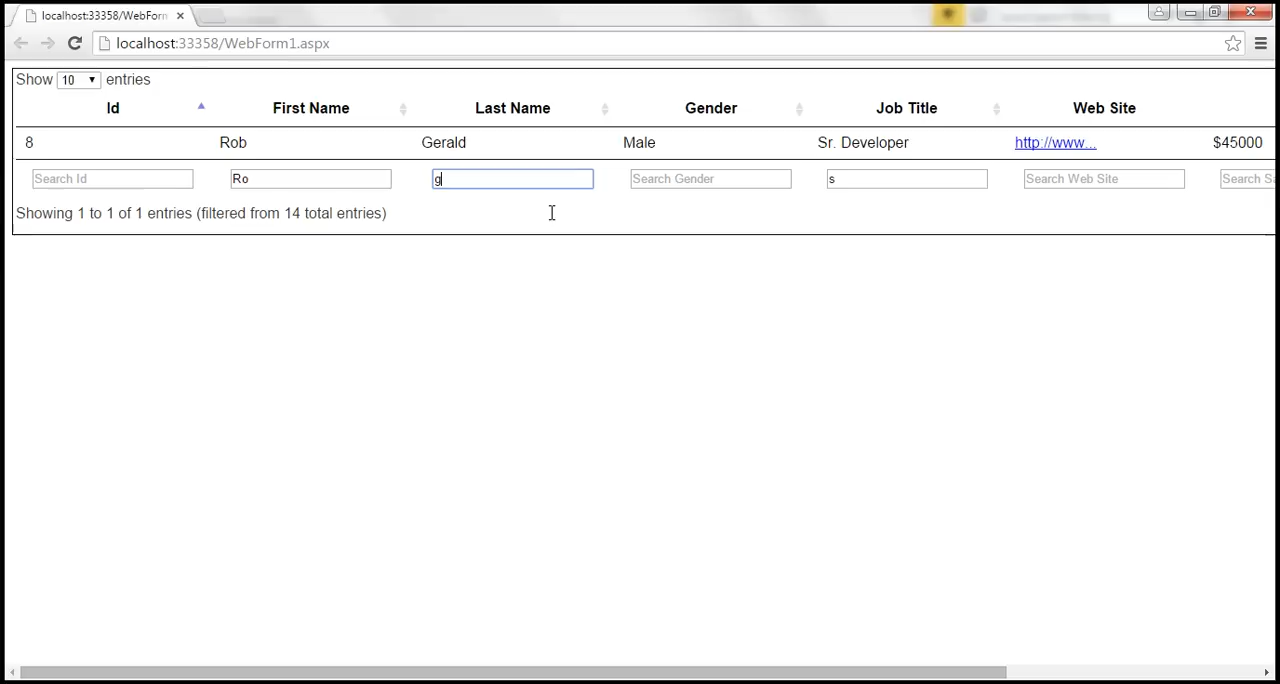 localhost:33358/WebForm
localhost:33358/WebForm1.aspx
Show 10 entries
Id First Name Last Name Gender Job Title Web Site
8 Rob Gerald Male Sr. Developer http://www... $45000
Search Id Ro g Search Gender s Search Web Site Search Sa
Showing 1 to 1 of 1 entries (filtered from 14 total entries)